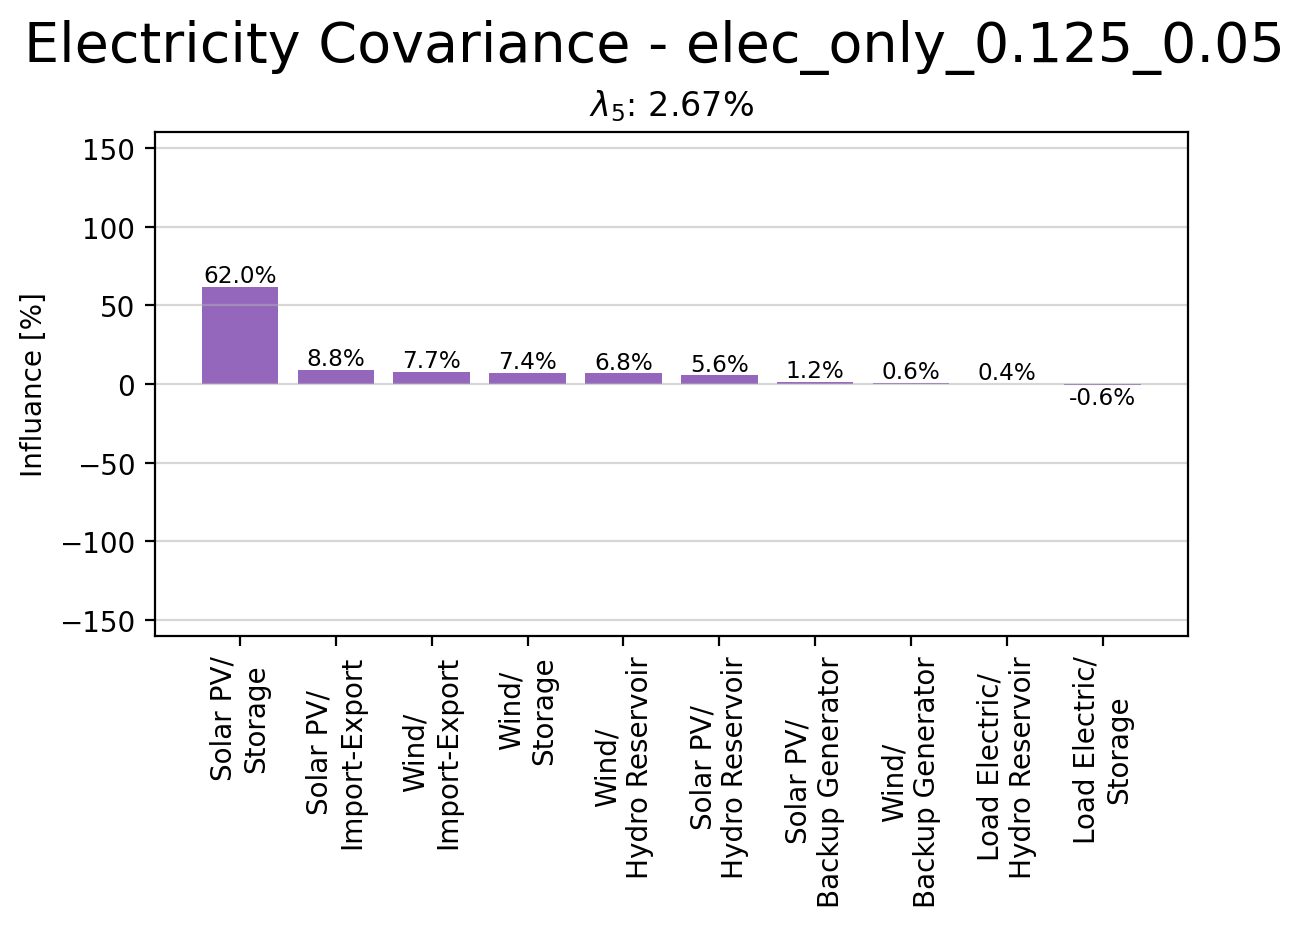 Electricity Covariance - elec_only_0.125_0.05
λ5: 2.67%
Influance [%]
150
100
50
0
−50
−100
−150
62.0%
8.8%
7.7%
7.4%
6.8%
5.6%
1.2%
0.6%
0.4%
-0.6%
Solar PV/
Storage
Solar PV/
Import-Export
Wind/
Import-Export
Wind/
Storage
Wind/
Hydro Reservoir
Solar PV/
Hydro Reservoir
Solar PV/
Backup Generator
Wind/
Backup Generator
Load Electric/
Hydro Reservoir
Load Electric/
Storage